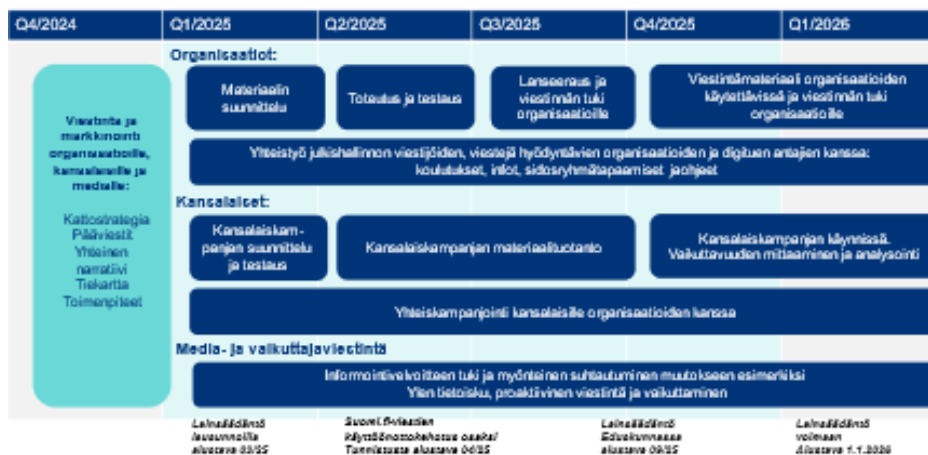 Q4/2024 Q1/2025 Q2/2025 Q3/2025 Q4/2025 Q1/2026
Viestintä ja
markkinointi
organisaatioille,
kansalaisille ja
medialle:
Kattostrategia
Pääviestit
Yhteinen
narratiivi
Tiekartta
Toimenpiteet
Organisaatiot:
Materiaalin
suunnittelu
Toteutus ja testaus
Lanseeraus ja
viestinnän tuki
organisaatioille
Viestintämateriaali organisaatioiden
käytettävissä ja viestinnän tuki
organisaatioille
Yhteistyö julkishallinnon viestijöiden, viestejä hyödyntävien organisaatioiden ja digituen antajien kanssa:
koulutukset, infot, sidosryhmätapaamiset ja ohjeet
Kansalaiset:
Kansalaiskam-
panjan suunnittelu
ja testaus
Kansalaiskampanjan materiaalituotanto
Kansalaiskampanjan käynnissä.
Vaikuttavuuden mittaaminen ja analysointi
Yhteiskampanjointi kansalaisille organisaatioiden kanssa
Media- ja vaikuttajaviestintä
Informointivelvoitteen tuki ja myönteinen suhtautuminen muutokseen esimerkiksi
Ylen tietoisku, proaktiivinen viestintä ja vaikuttaminen
Lainsäädäntö
lausunnoilla
alustava 03/25
Suomi.fi-viestien
käyttöönottokehotus osaksi
Tunnistusta alustava 04/25
Lainsäädäntö
Eduskunnassa
alustava 09/25
Lainsäädäntö
voimaan
Alustava 1.1.2026